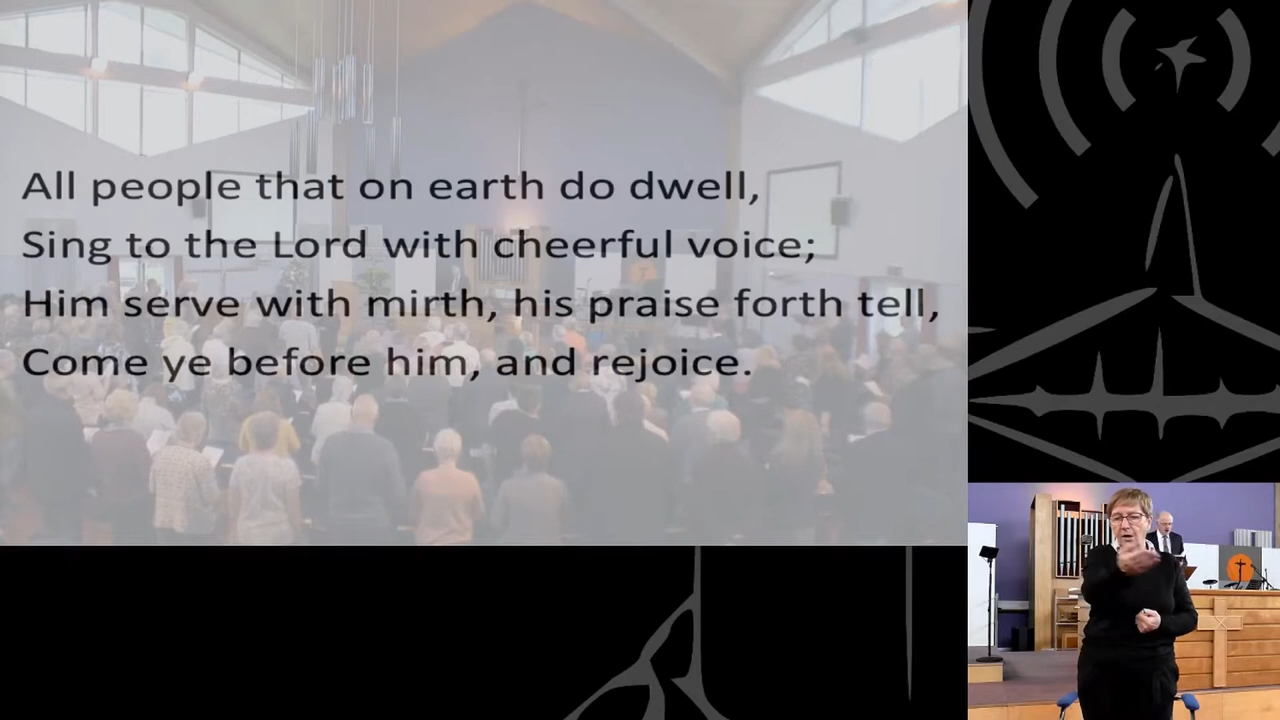 All people that on earth do dwell,
Sing to the Lord with cheerful voice;
Him serve with mirth, his praise forth tell,
Come ye before him, and rejoice.